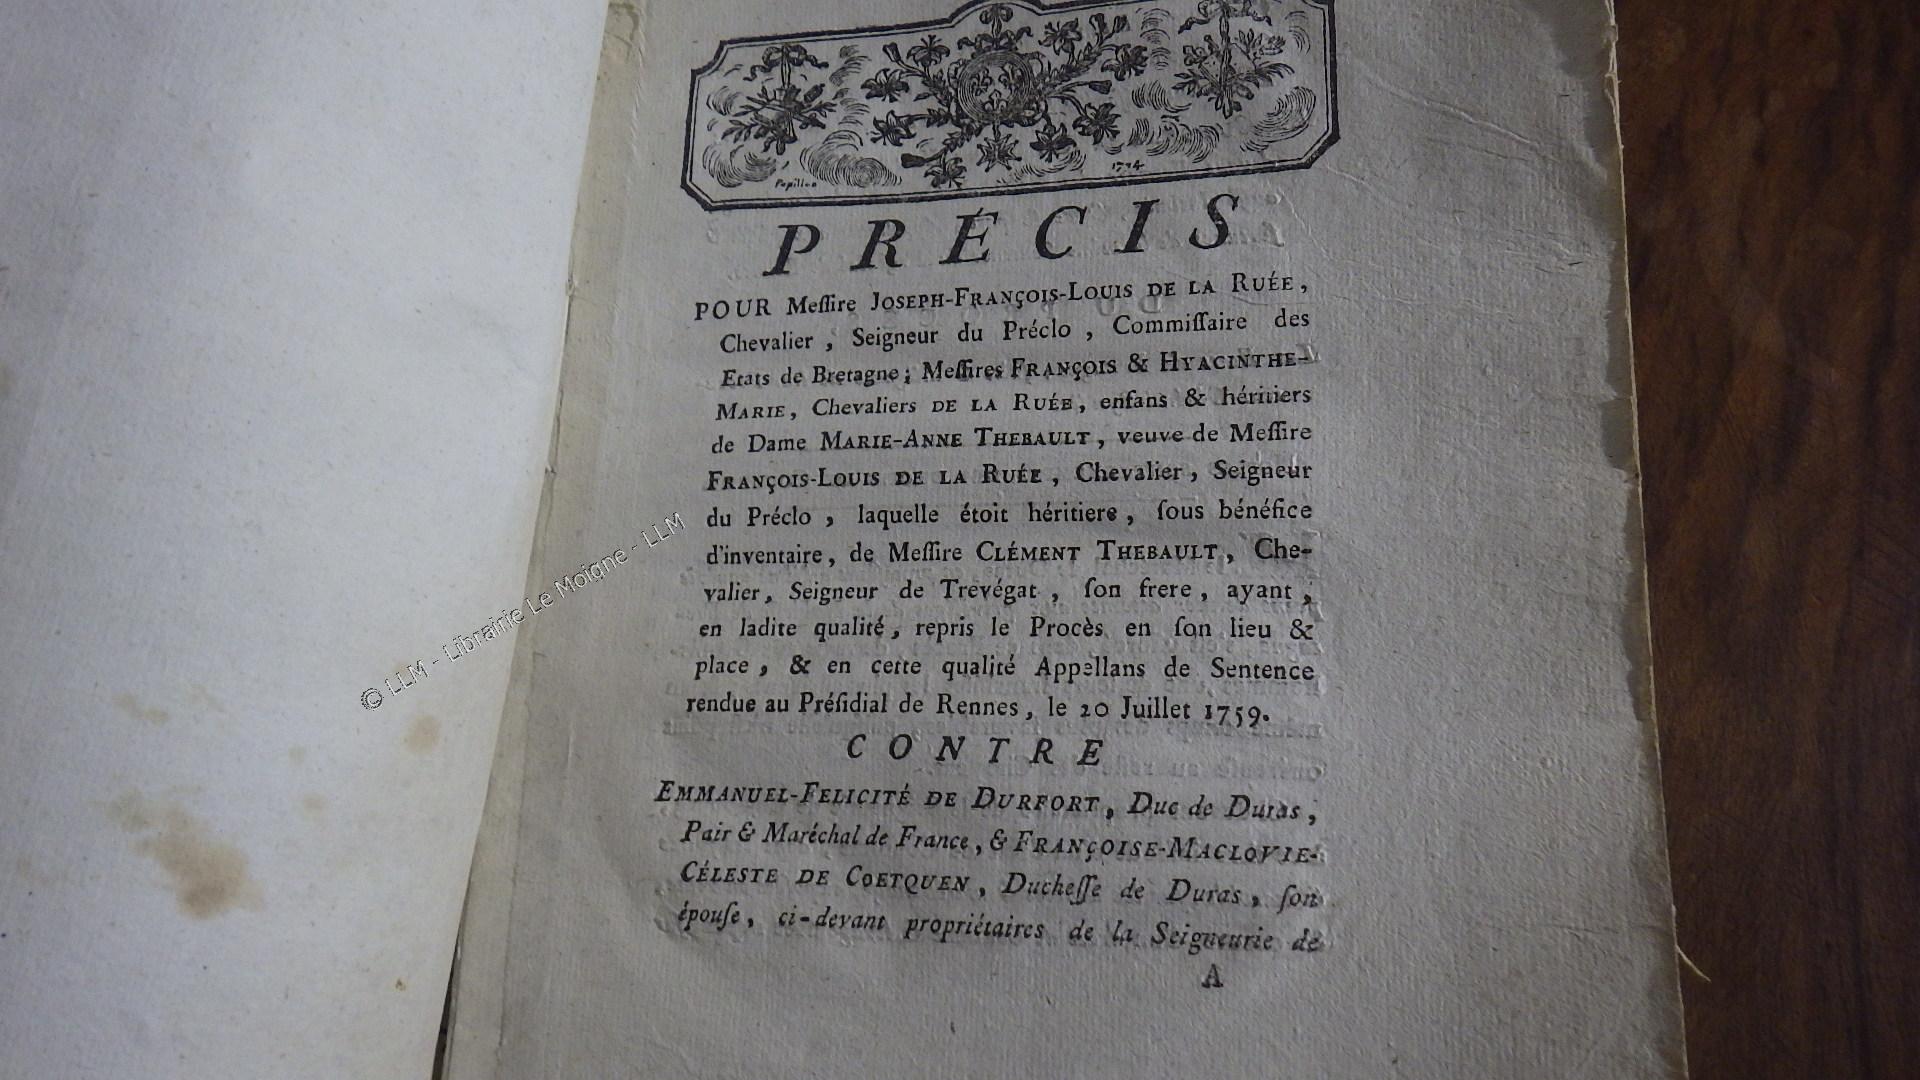 Papillon 1734
PRÉCIS
POUR Meſſire JOSEPH-FRANÇOIS-LOUIS DE LA RUÉE,
Chevalier, Seigneur du Préclo, Commiſſaire des
Etats de Bretagne; Meſſires FRANÇOIS & HYACINTHE-
MARIE, Chevaliers DE LA RUÉE, enfans & héritiers
de Dame MARIE-ANNE THEBAULT, veuve de Meſſire
FRANÇOIS-LOUIS DE LA RUÉE, Chevalier, Seigneur
du Préclo, laquelle étoit héritiere, ſous bénéfice
d'inventaire, de Meſſire CLÉMENT THEBAULT, Che-
valier, Seigneur de Trevégat, ſon frere, ayant,
en ladite qualité, repris le Procès en ſon lieu &
place, & en cette qualité Appellans de Sentence
rendue au Préſidial de Rennes, le 20 Juillet 1759.
CONTRE
EMMANUEL-FELICITÉ DE DURFORT, Duc de Duras,
Pair & Maréchal de France, & FRANÇOISE-MACLOVIE-
CÉLESTE DE COETQUEN, Ducheſſe de Duras, ſon
épouſe, ci-devant propriétaires de la Seigneurie de
A
© LLM - Librairie Le Moigne - LLM